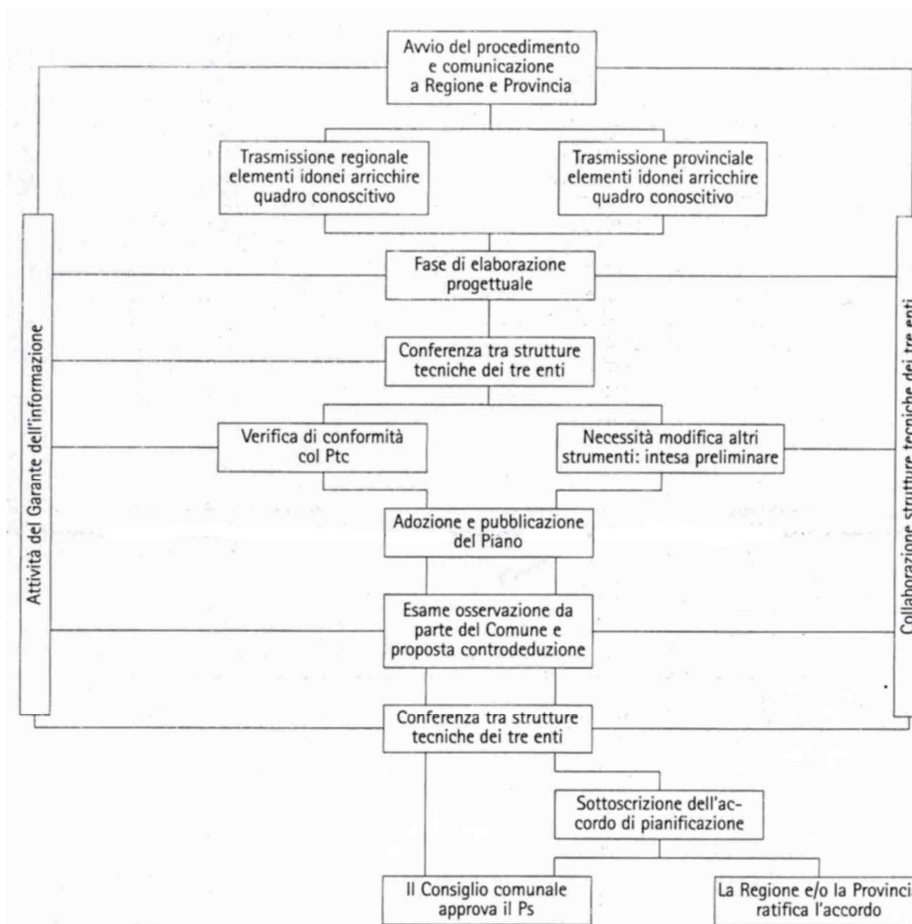 Avvio del procedimento
e comunicazione
a Regione e Provincia
Trasmissione regionale
elementi idonei arricchire
quadro conoscitivo
Trasmissione provinciale
elementi idonei arricchire
quadro conoscitivo
Attività del Garante dell'informazione
Collaborazione strutture tecniche dei tre enti
Fase di elaborazione
progettuale
Conferenza tra strutture
tecniche dei tre enti
Verifica di conformità
col Ptc
Necessità modifica altri
strumenti: intesa preliminare
Adozione e pubblicazione
del Piano
Esame osservazione da
parte del Comune e
proposta controdeduzione
Conferenza tra strutture
tecniche dei tre enti
Sottoscrizione dell'ac-
cordo di pianificazione
Il Consiglio comunale
approva il Ps
La Regione e/o la Provincia
ratifica l'accordo